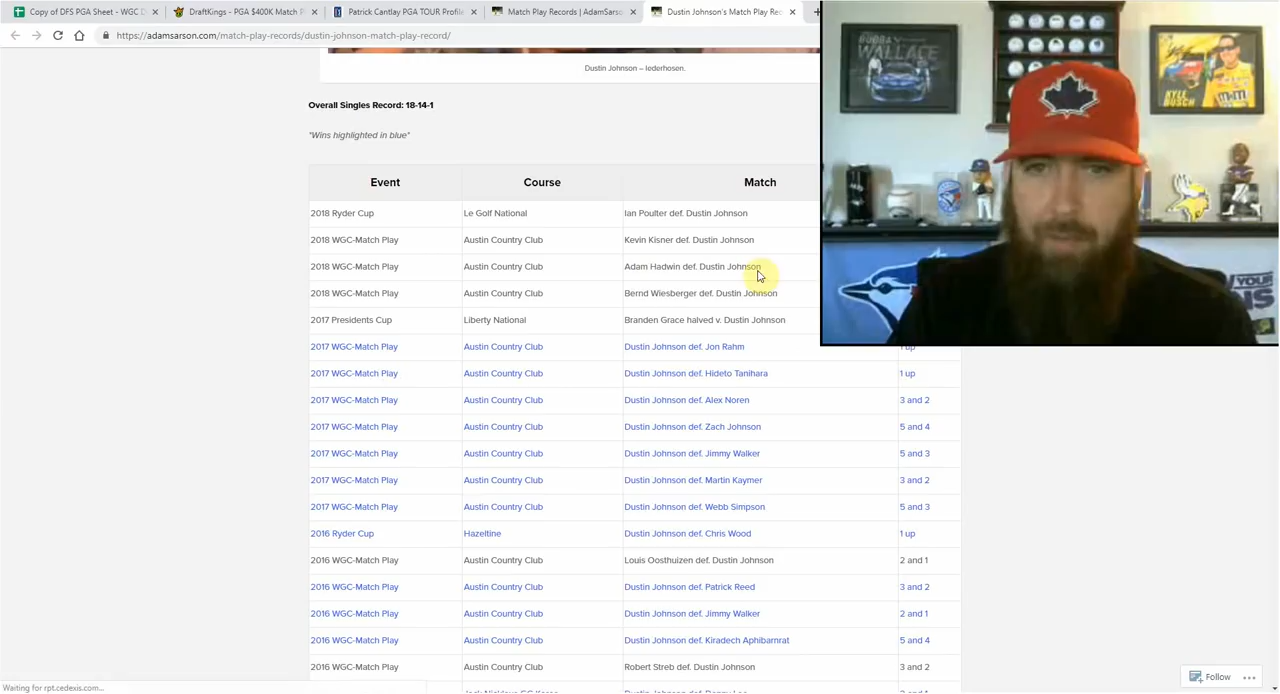 Copy of DFS PGA Sheet - WGC D
DraftKings - PGA $400K Match P
Patrick Cantlay PGA TOUR Profile
Match Play Records | AdamSarso
Dustin Johnson's Match Play Rec
https://adamsarson.com/match-play-records/dustin-johnson-match-play-record/
Dustin Johnson – lederhosen.
Overall Singles Record: 18-14-1
"Wins highlighted in blue"
Event Course Match
2018 Ryder Cup Le Golf National Ian Poulter def. Dustin Johnson
2018 WGC-Match Play Austin Country Club Kevin Kisner def. Dustin Johnson
2018 WGC-Match Play Austin Country Club Adam Hadwin def. Dustin Johnson
2018 WGC-Match Play Austin Country Club Bernd Wiesberger def. Dustin Johnson
2017 Presidents Cup Liberty National Branden Grace halved v. Dustin Johnson
2017 WGC-Match Play Austin Country Club Dustin Johnson def. Jon Rahm 1 up
2017 WGC-Match Play Austin Country Club Dustin Johnson def. Hideto Tanihara 1 up
2017 WGC-Match Play Austin Country Club Dustin Johnson def. Alex Noren 3 and 2
2017 WGC-Match Play Austin Country Club Dustin Johnson def. Zach Johnson 5 and 4
2017 WGC-Match Play Austin Country Club Dustin Johnson def. Jimmy Walker 5 and 3
2017 WGC-Match Play Austin Country Club Dustin Johnson def. Martin Kaymer 3 and 2
2017 WGC-Match Play Austin Country Club Dustin Johnson def. Webb Simpson 5 and 3
2016 Ryder Cup Hazeltine Dustin Johnson def. Chris Wood 1 up
2016 WGC-Match Play Austin Country Club Louis Oosthuizen def. Dustin Johnson 2 and 1
2016 WGC-Match Play Austin Country Club Dustin Johnson def. Patrick Reed 3 and 2
2016 WGC-Match Play Austin Country Club Dustin Johnson def. Jimmy Walker 2 and 1
2016 WGC-Match Play Austin Country Club Dustin Johnson def. Kiradech Aphibarnrat 5 and 4
2016 WGC-Match Play Austin Country Club Robert Streb def. Dustin Johnson 3 and 2
Waiting for rpt.cedexis.com...
Follow
WALLACE
KYLE
BUSCH
YOUR